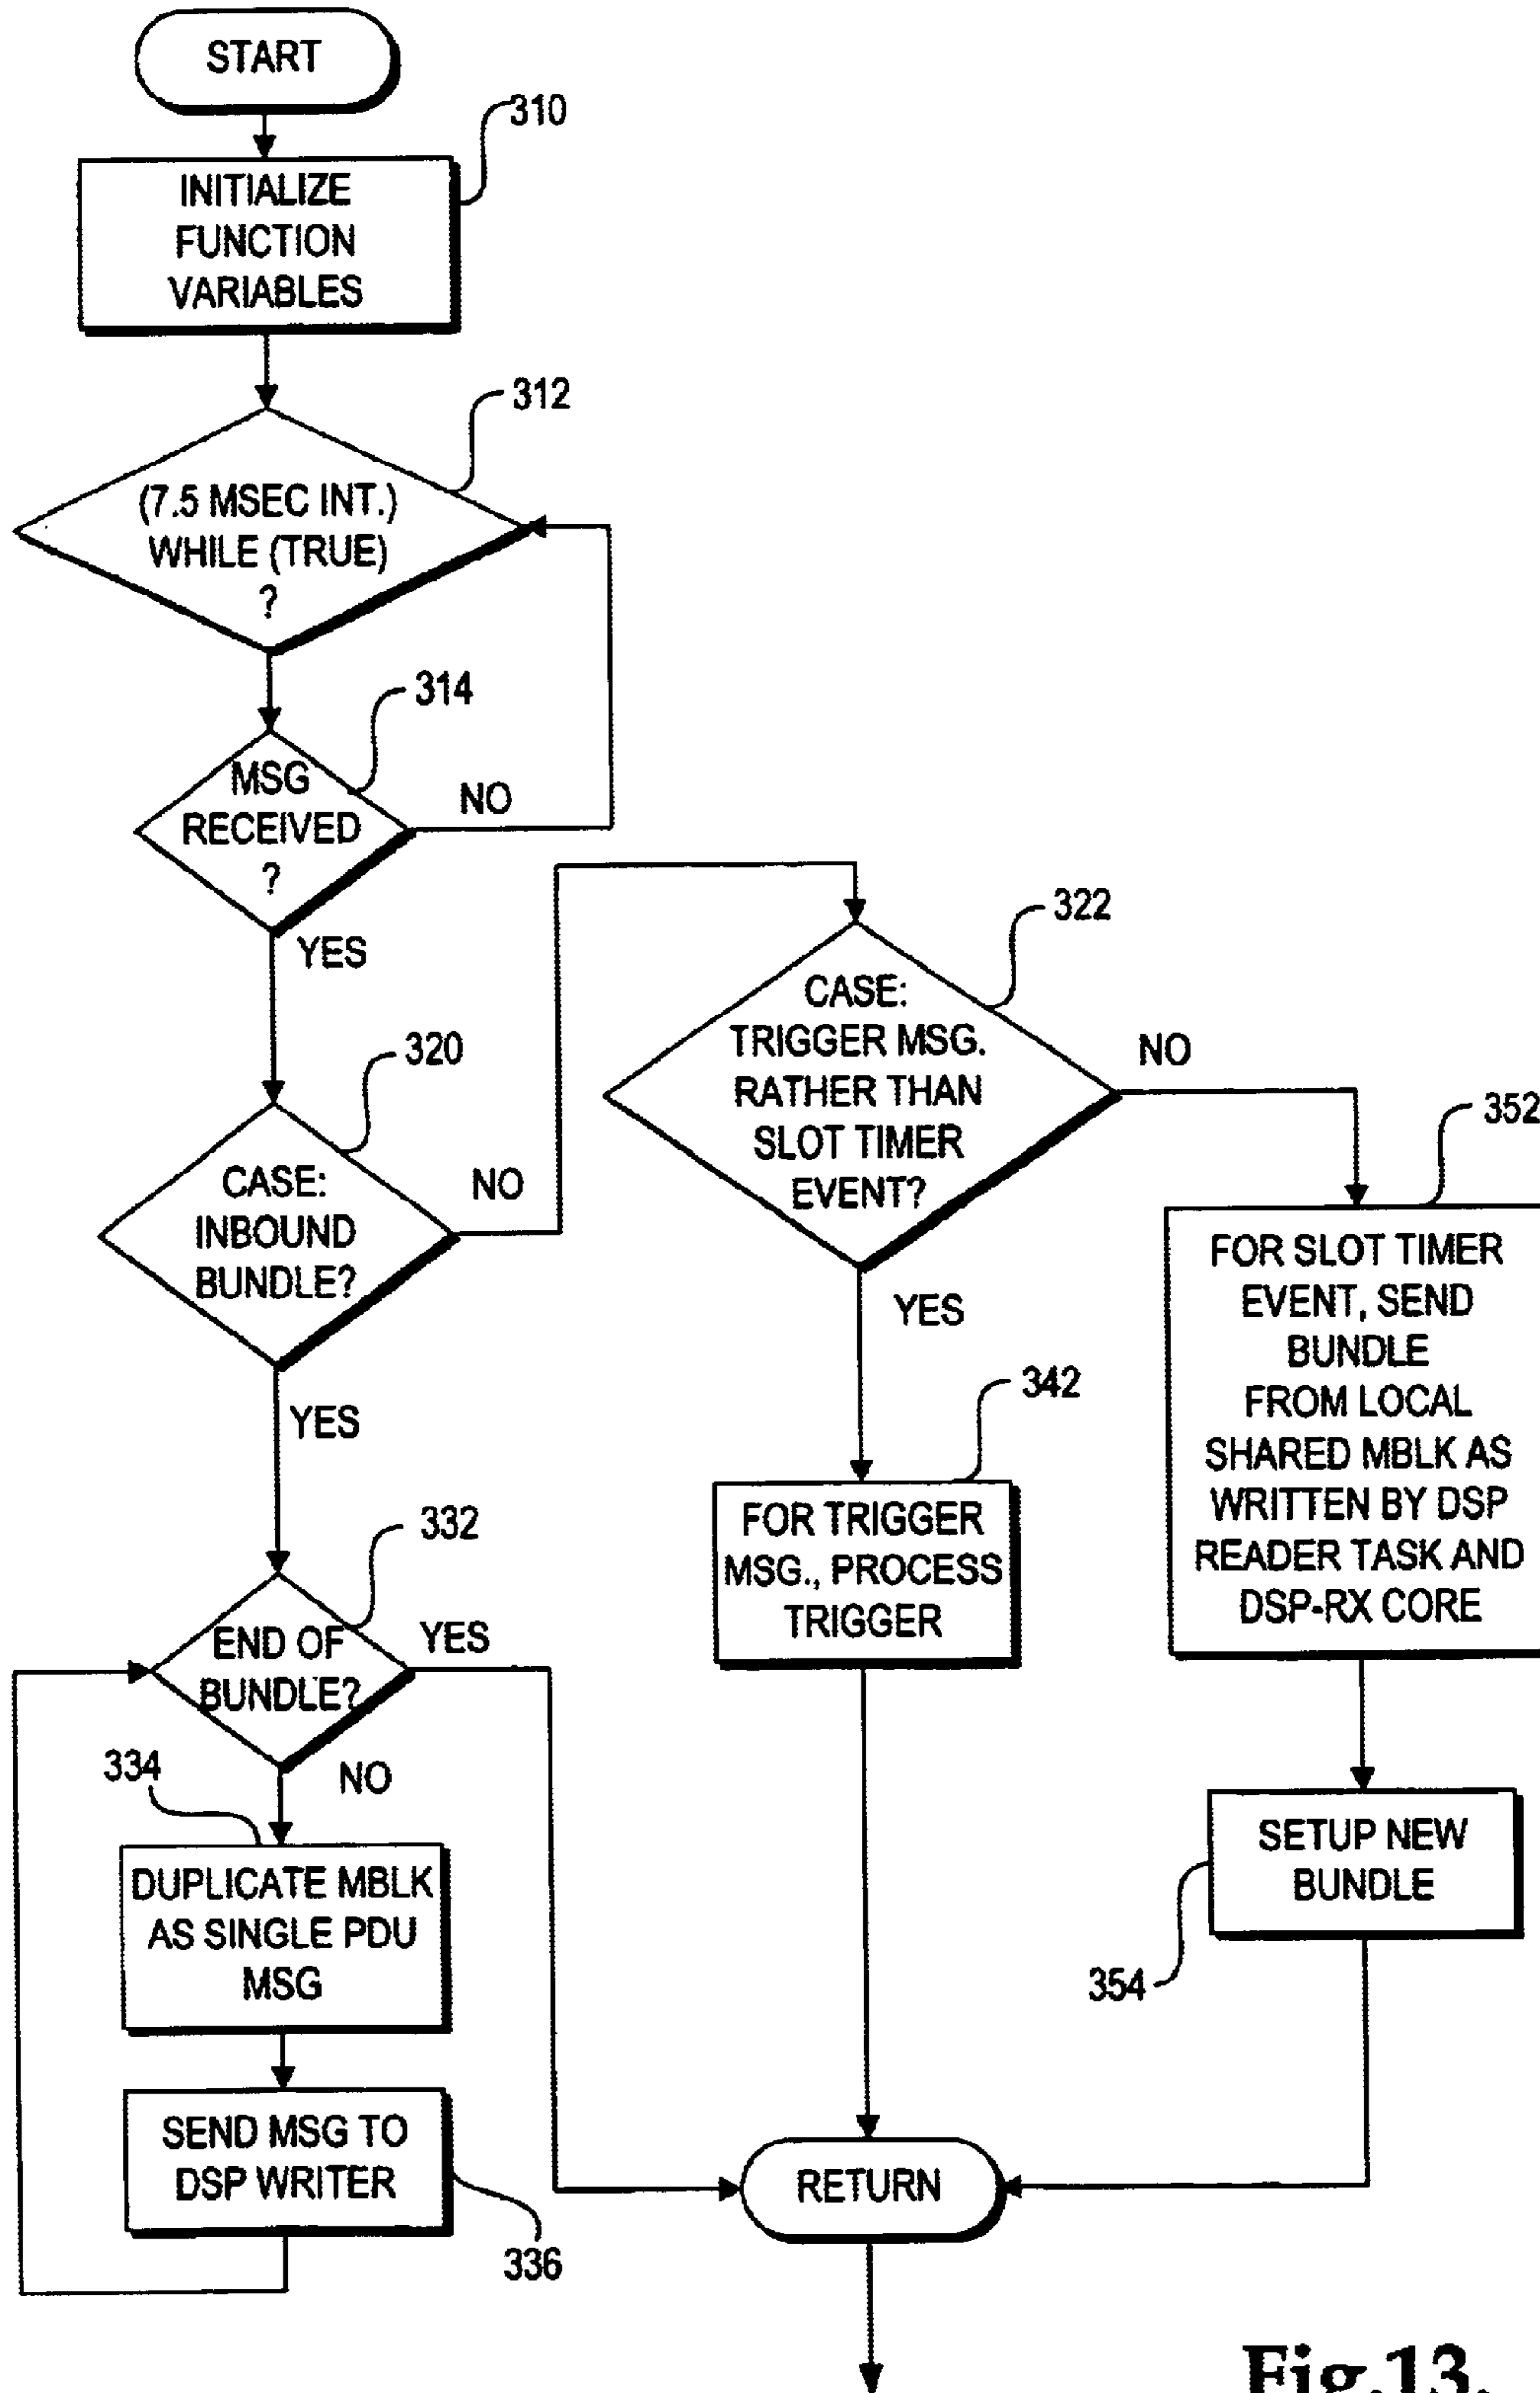 START
310
INITIALIZE
FUNCTION
VARIABLES
312
(7.5 MSEC INT.)
WHILE (TRUE)
?
314
MSG
RECEIVED
?
NO
YES
320
CASE:
INBOUND
BUNDLE?
NO
YES
322
CASE:
TRIGGER MSG.
RATHER THAN
SLOT TIMER
EVENT?
NO
YES
352
FOR SLOT TIMER
EVENT, SEND
BUNDLE
FROM LOCAL
SHARED MBLK AS
WRITTEN BY DSP
READER TASK AND
DSP-RX CORE
342
FOR TRIGGER
MSG., PROCESS
TRIGGER
332
END OF
BUNDLE?
YES
NO
334
DUPLICATE MBLK
AS SINGLE PDU
MSG
SETUP NEW
BUNDLE
354
SEND MSG TO
DSP WRITER
336
RETURN
Fig.13.